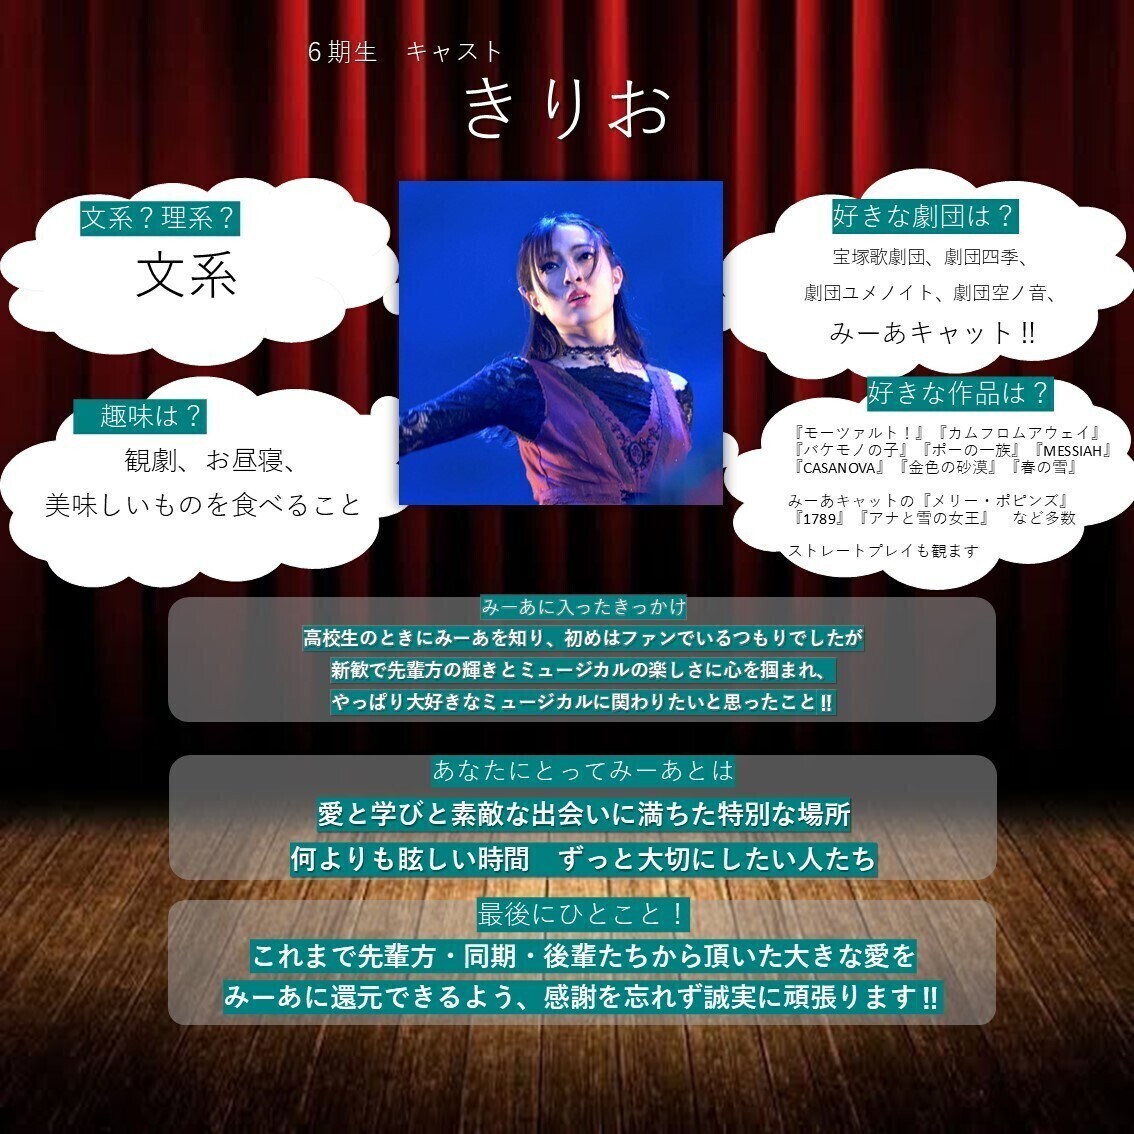 ６期生　キャスト
きりお
文系？理系？
文系
趣味は？
観劇、お昼寝、
美味しいものを食べること
好きな劇団は？
宝塚歌劇団、劇団四季、
劇団ユメノイト、劇団空ノ音、
みーあキャット‼
好きな作品は？
『モーツァルト！』『カムフロムアウェイ』
『バケモノの子』『ポーの一族』『MESSIAH』
『CASANOVA』『金色の砂漠』『春の雪』
みーあキャットの『メリー・ポピンズ』
『1789』『アナと雪の女王』　など多数
ストレートプレイも観ます
みーあに入ったきっかけ
高校生のときにみーあを知り、初めはファンでいるつもりでしたが
新歓で先輩方の輝きとミュージカルの楽しさに心を掴まれ、
やっぱり大好きなミュージカルに関わりたいと思ったこと‼
あなたにとってみーあとは
愛と学びと素敵な出会いに満ちた特別な場所
何よりも眩しい時間　ずっと大切にしたい人たち
最後にひとこと！
これまで先輩方・同期・後輩たちから頂いた大きな愛を
みーあに還元できるよう、感謝を忘れず誠実に頑張ります‼